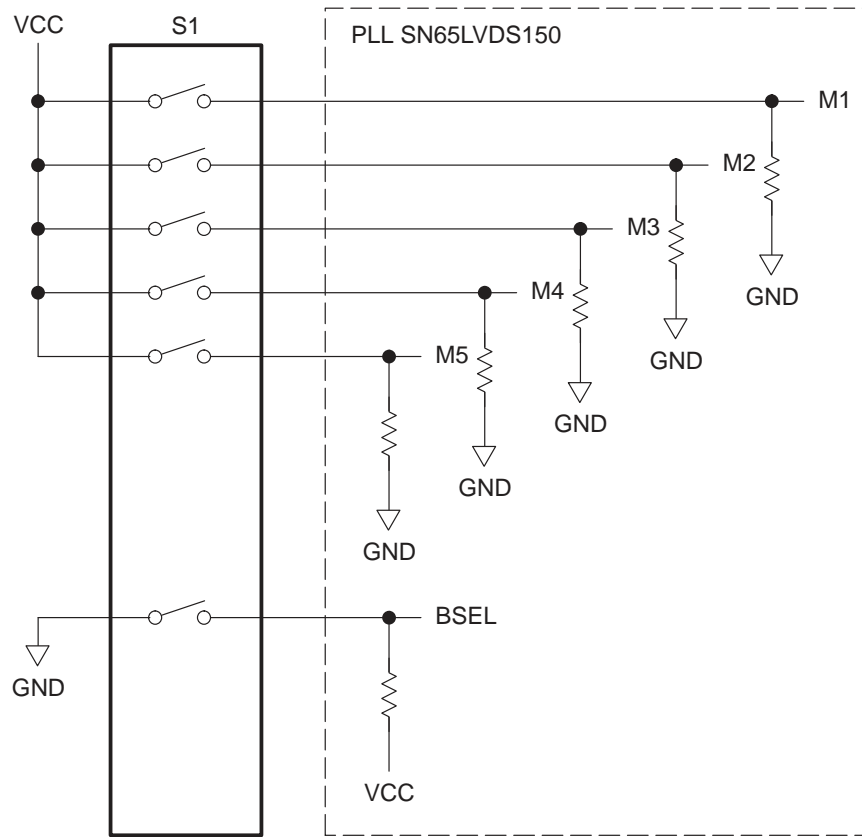 VCC
S1
PLL SN65LVDS150
M1
M2
M3
M4
M5
GND
GND
GND
GND
GND
BSEL
GND
VCC